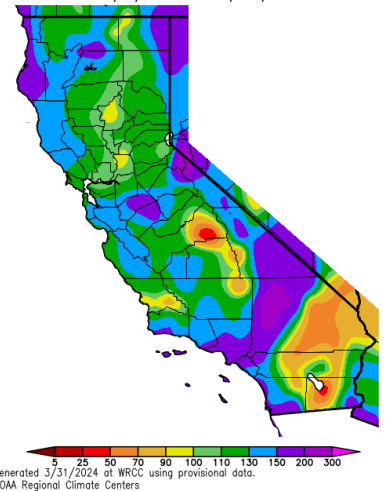 5 25 50 70 90 100 110 130 150 200 300
enerated 3/31/2024 at WRCC using provisional data.
OAA Regional Climate Centers